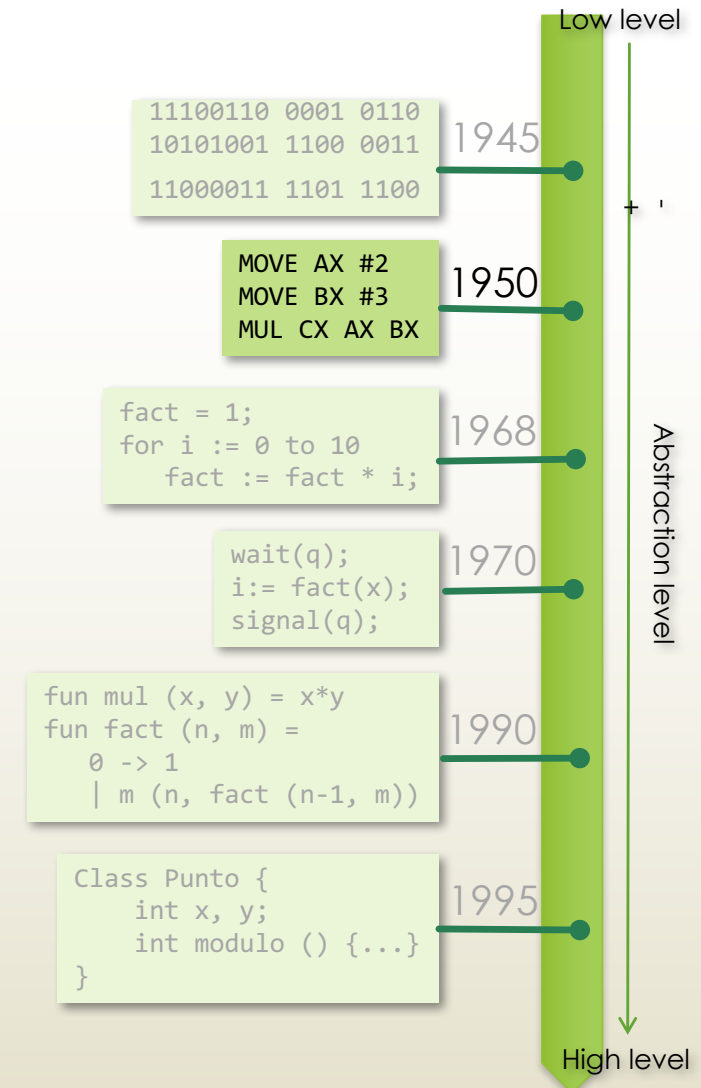 Low level
11100110 0001 0110
10101001 1100 0011
11000011 1101 1100
1945
+ -
MOVE AX #2
MOVE BX #3
MUL CX AX BX
1950
fact = 1;
for i := 0 to 10
fact := fact * i;
1968
Abstraction level
wait(q);
i:= fact(x);
signal(q);
1970
fun mul (x, y) = x*y
fun fact (n, m) =
0 -> 1
| m (n, fact (n-1, m))
1990
Class Punto {
int x, y;
int modulo () {...}
}
1995
High level